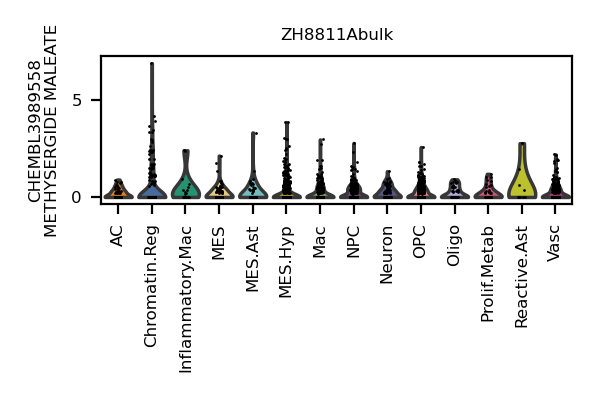 ZH8811Abulk
CHEMBL3989558
METHYSERGIDE MALEATE
5
0
AC
Chromatin.Reg
Inflammatory.Mac
MES
MES.Ast
MES.Hyp
Mac
NPC
Neuron
OPC
Oligo
Prolif.Metab
Reactive.Ast
Vasc